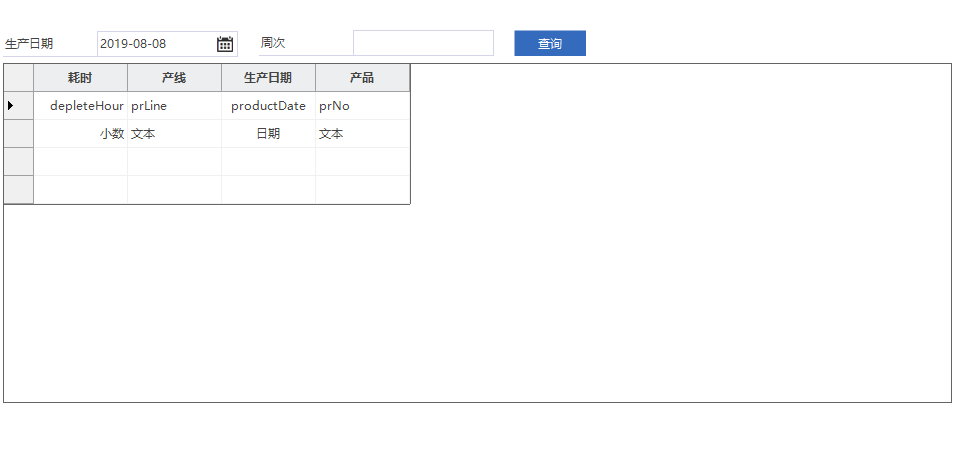 生产日期 2019-08-08 周次 查询
耗时 产线 生产日期 产品
depleteHour prLine productDate prNo
小数 文本 日期 文本